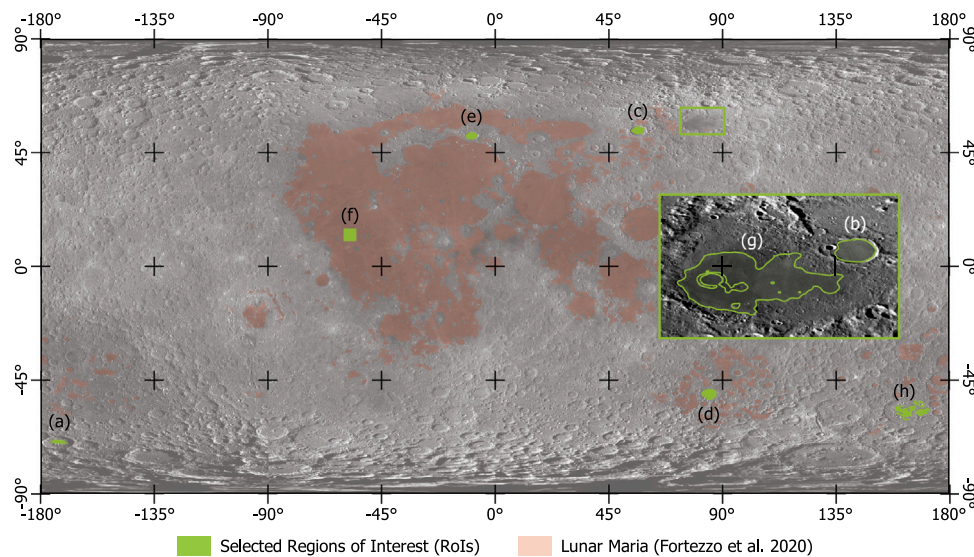 -180° -135° -90° -45° 0° 45° 90° 135° 180°
90° 90°
(e) (c)
45° 45°
(f)
(g) (b)
0° 0°
-45° -45°
(a) (d) (h)
-90° -90°
-180° -135° -90° -45° 0° 45° 90° 135° 180°
Selected Regions of Interest (RoIs) Lunar Maria (Fortezzo et al. 2020)